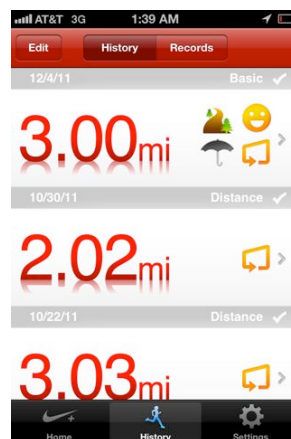 AT&T 3G 1:39 AM
Edit History Records
12/4/11 Basic
3.00mi
10/30/11 Distance
2.02mi
10/22/11 Distance
3.03mi
Home History Settings